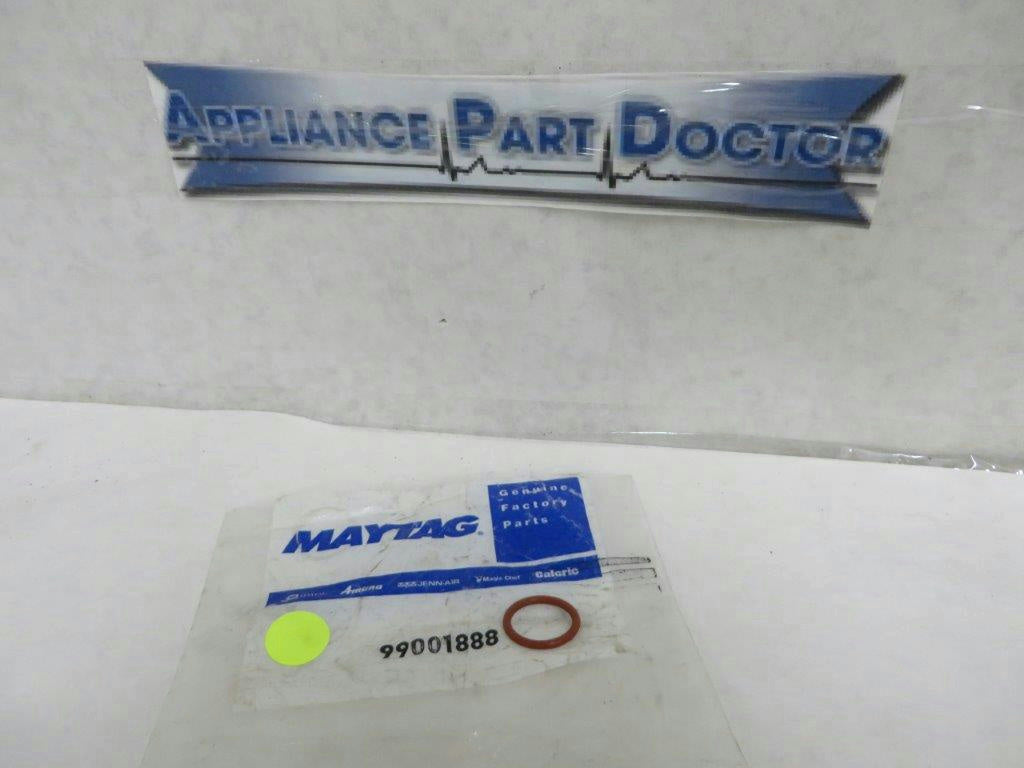 APPLIANCE PART DOCTOR
Genuine
Factory
Parts
MAYTAG
Amana JENN-AIR Magic Chef Caloric
99001888